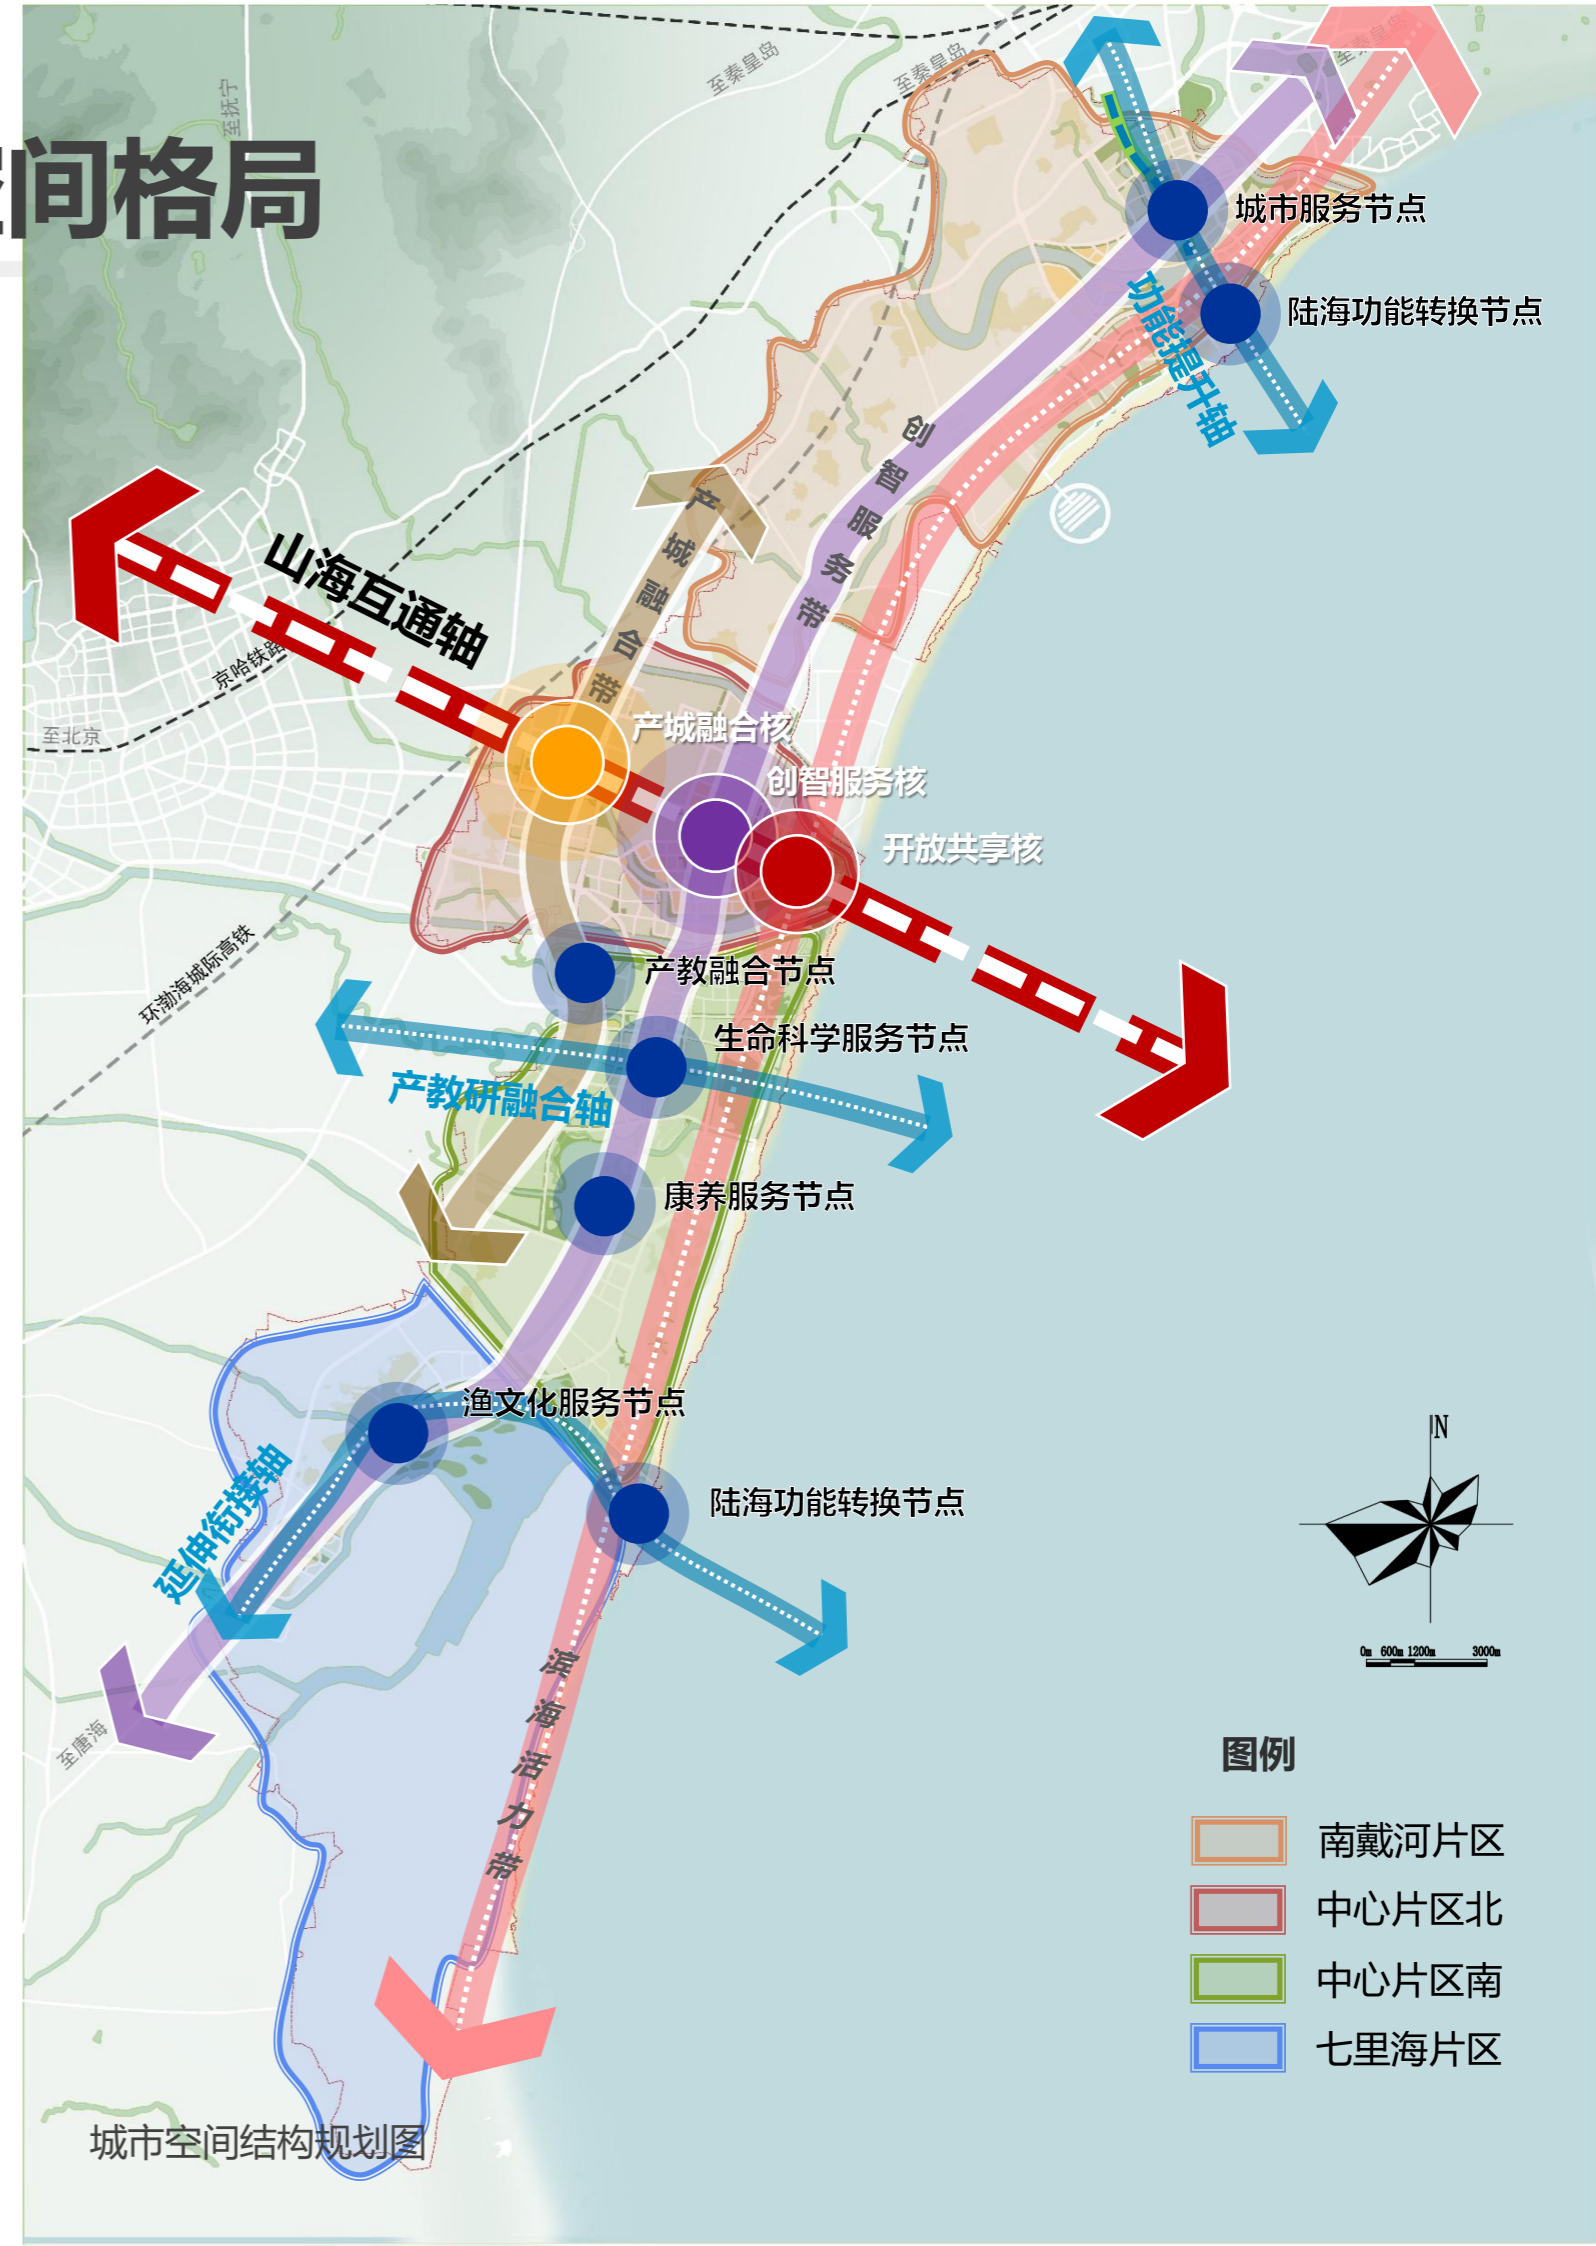 至秦皇岛
至秦皇岛
至秦皇岛
至抚宁
间格局
城市服务节点
陆海功能转换节点
功能提升轴
创智服务带
产城融合带
山海互通轴
京哈铁路
至北京
产城融合核
创智服务核
开放共享核
环渤海城际高铁
产教融合节点
生命科学服务节点
产教研融合轴
康养服务节点
渔文化服务节点
延伸衔接轴
陆海功能转换节点
N
0m 600m 1200m 3000m
滨海活力带
至唐海
图例
南戴河片区
中心片区北
中心片区南
七里海片区
城市空间结构规划图